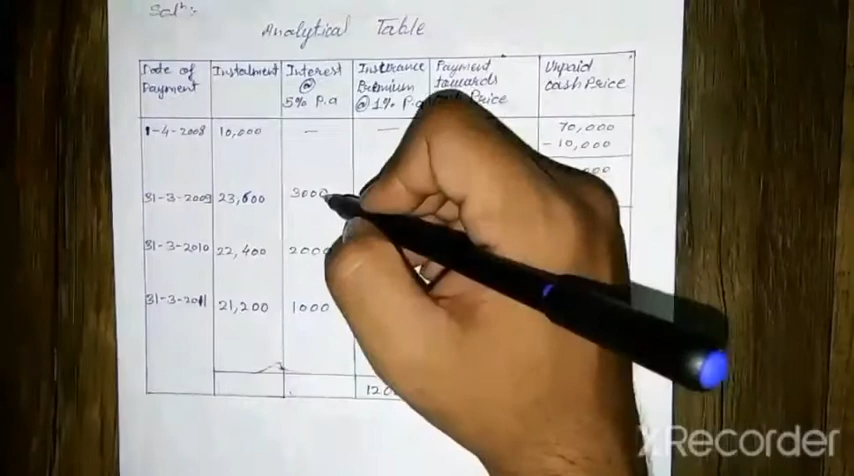 Solⁿ:
Analytical Table
Date of Payment Instalment Interest @ 5% P.a Insurance Premium @ 1% P.a Payment towards Price Unpaid Cash Price
1-4-2008 10,000 — — 70,000
- 10,000
31-3-2009 23,600 3000
31-3-2010 22,400 2000
31-3-2011 21,200 1000
XRecorder